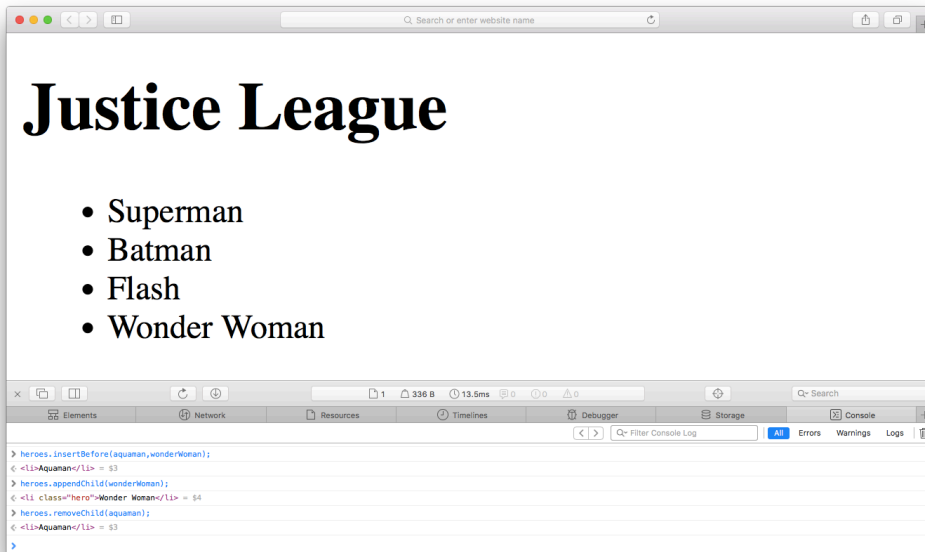 Search or enter website name
Justice League
• Superman
• Batman
• Flash
• Wonder Woman
1 336 B 13.5ms 0 0 0 Search
Elements Network Resources Timelines Debugger Storage Console
Filter Console Log All Errors Warnings Logs
> heroes.insertBefore(aquaman,wonderWoman);
<li>Aquaman</li> = $3
> heroes.appendChild(wonderWoman);
<li class="hero">Wonder Woman</li> = $4
> heroes.removeChild(aquaman);
<li>Aquaman</li> = $3
>